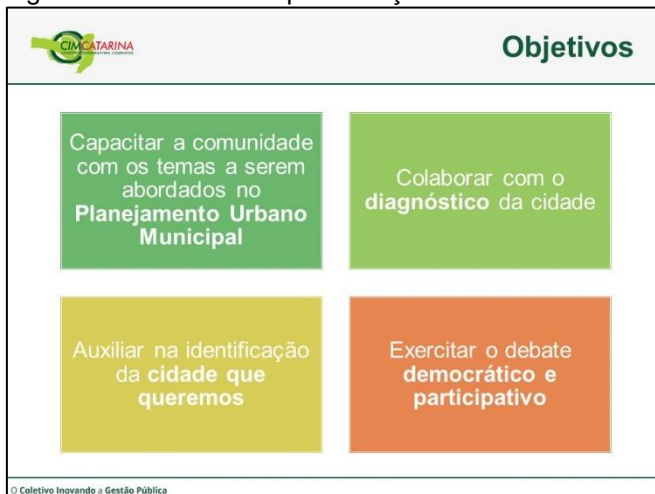 CIMCATARINA
Objetivos
Capacitar a comunidade
com os temas a serem
abordados no
Planejamento Urbano
Municipal
Colaborar com o
diagnóstico da cidade
Auxiliar na identificação
da cidade que
queremos
Exercitar o debate
democrático e
participativo
O Coletivo Inovando a Gestão Pública